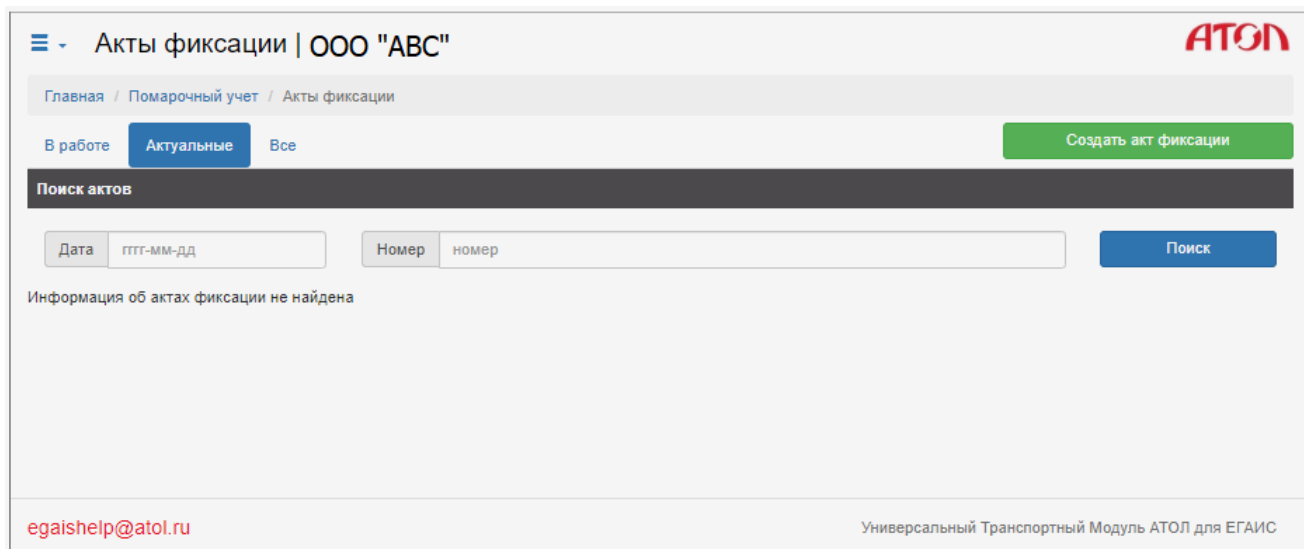 Акты фиксации | ООО "АВС"
АТОЛ
Главная / Помарочный учет / Акты фиксации
В работе Актуальные Все Создать акт фиксации
Поиск актов
Дата гггг-мм-дд Номер номер Поиск
Информация об актах фиксации не найдена
egaishelp@atol.ru Универсальный Транспортный Модуль АТОЛ для ЕГАИС